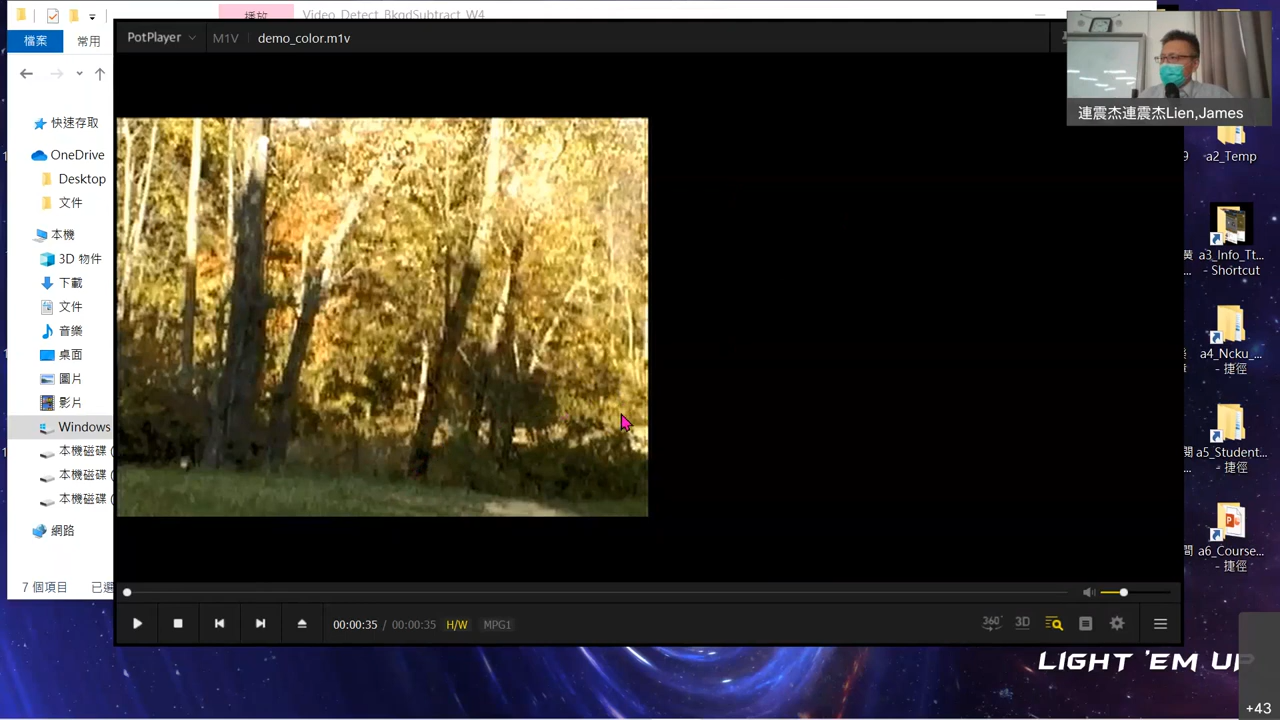 播放
Video_Detect_BkgdSubtract_W4
檔案
常用
PotPlayer
M1V
demo_color.m1v
連震杰連震杰Lien,James
快速存取
OneDrive
Desktop
文件
本機
3D 物件
下載
文件
音樂
桌面
圖片
影片
Windows
本機磁碟 (
本機磁碟 (
本機磁碟 (
網路
7 個項目
已選
a2_Temp
a3_Info_Tt...
- Shortcut
a4_Ncku_...
- 捷徑
a5_Student...
- 捷徑
a6_Course...
- 捷徑
00:00:35 / 00:00:35 H/W MPG1
360°
3D
LIGHT 'EM UP
+43